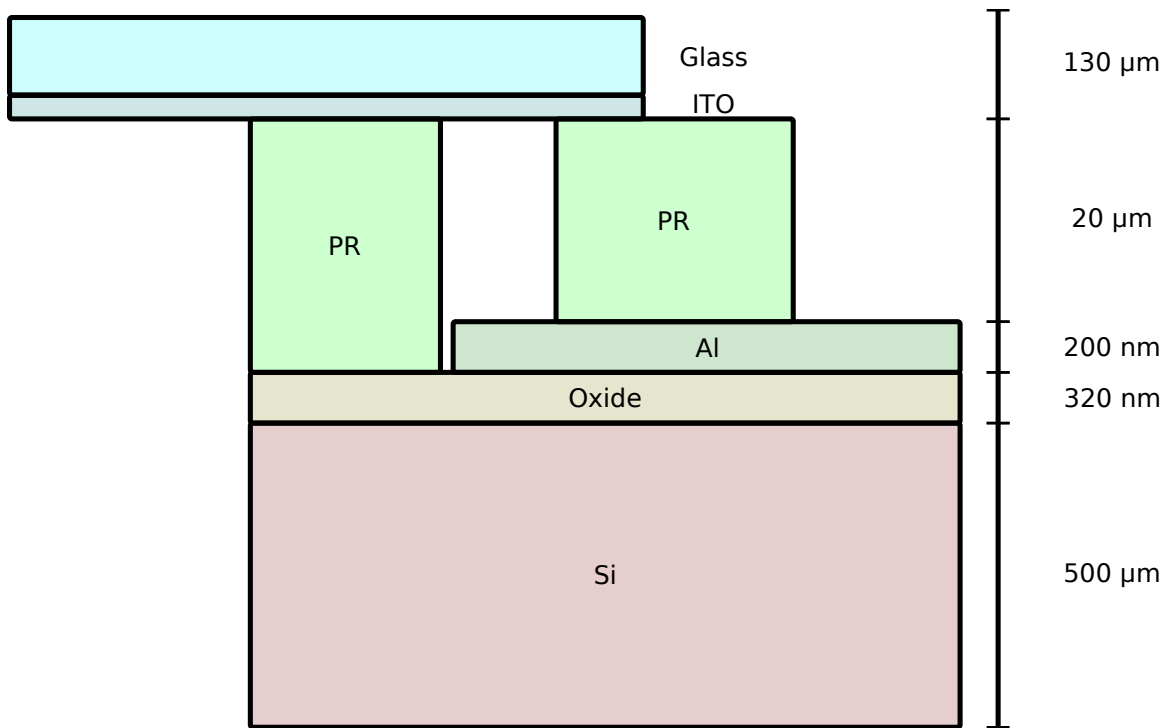 Glass
130 µm
ITO
PR
PR
20 µm
Al
200 nm
Oxide
320 nm
Si
500 µm